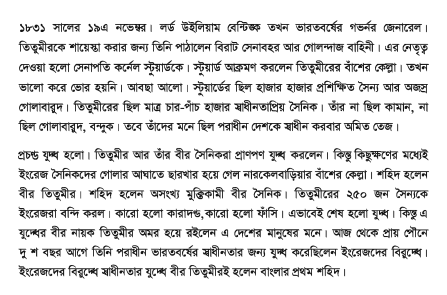 ১৮৩১ সালের ১৯এ নভেম্বর। লর্ড উইলিয়াম বেন্টিঙ্ক তখন ভারতবর্ষের গভর্নর জেনারেল।
তিতুমীরকে শায়েস্তা করার জন্য তিনি পাঠালেন বিরাট সেনাবহর আর গোলন্দাজ বাহিনী। এর নেতৃত্ব
দেওয়া হলো সেনাপতি কর্নেল স্টুয়ার্ডকে। স্টুয়ার্ড আক্রমণ করলেন তিতুমীরের বাঁশের কেল্লা। তখন
ভালো করে ভোর হয়নি। আবছা আলো। স্টুয়ার্ডের ছিল হাজার হাজার প্রশিক্ষিত সৈন্য আর অজস্র
গোলাবারুদ। তিতুমীরের ছিল মাত্র চার-পাঁচ হাজার স্বাধীনতাপ্রিয় সৈনিক। তাঁর না ছিল কামান, না
ছিল গোলাবারুদ, বন্দুক। তবে তাঁদের মনে ছিল পরাধীন দেশকে স্বাধীন করবার অমিত তেজ।
প্রচন্ড যুদ্ধ হলো। তিতুমীর আর তাঁর বীর সৈনিকরা প্রাণপণ যুদ্ধ করলেন। কিন্তু কিছুক্ষণের মধ্যেই
ইংরেজ সৈনিকদের গোলার আঘাতে ছারখার হয়ে গেল নারকেলবাড়িয়ার বাঁশের কেল্লা। শহিদ হলেন
বীর তিতুমীর। শহিদ হলেন অসংখ্য মুক্তিকামী বীর সৈনিক। তিতুমীরের ২৫০ জন সৈন্যকে
ইংরেজরা বন্দি করল। কারো হলো কারাদণ্ড,কারো হলো ফাঁসি। এভাবেই শেষ হলো যুদ্ধ। কিন্তু এ
যুদ্ধের বীর নায়ক তিতুমীর অমর হয়ে রইলেন এ দেশের মানুষের মনে। আজ থেকে প্রায় পৌনে
দু শ বছর আগে তিনি পরাধীন ভারতবর্ষের স্বাধীনতার জন্য যুদ্ধ করেছিলেন ইংরেজদের বিরুদ্ধে।
ইংরেজদের বিরুদ্ধে স্বাধীনতার যুদ্ধে বীর তিতুমীরই হলেন বাংলার প্রথম শহিদ।